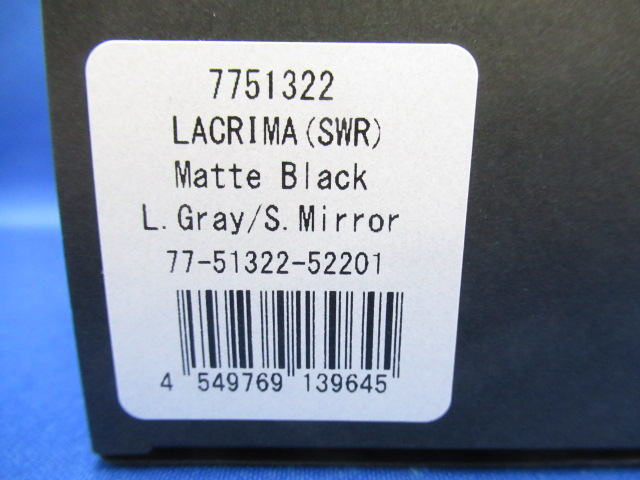 7751322
LACRIMA(SWR)
Matte Black
L.Gray/S.Mirror
77-51322-52201
4 549769 139645